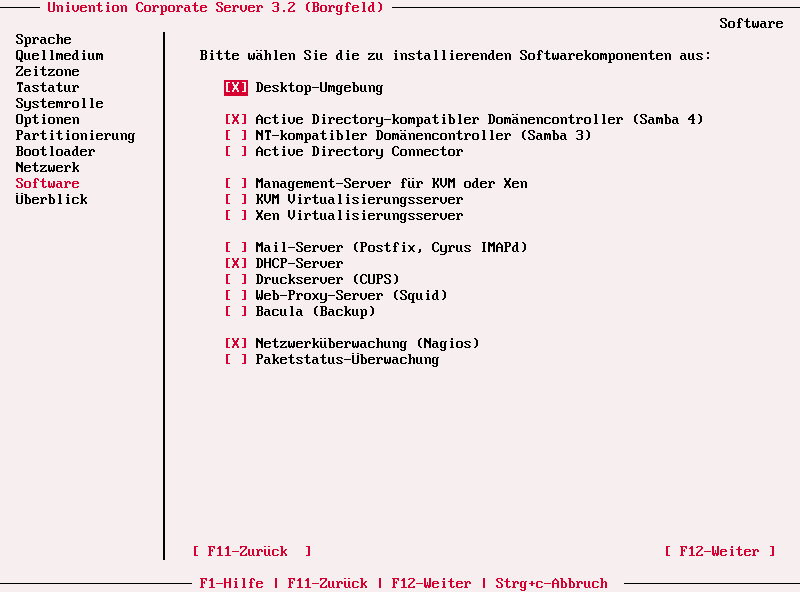 Univention Corporate Server 3.2 (Borgfeld)
Software
Sprache
Quellmedium
Zeitzone
Tastatur
Systemrolle
Optionen
Partitionierung
Bootloader
Netzwerk
Software
Überblick
Bitte wählen Sie die zu installierenden Softwarekomponenten aus:
[X] Desktop-Umgebung
[X] Active Directory-kompatibler Domänencontroller (Samba 4)
[ ] NT-kompatibler Domänencontroller (Samba 3)
[ ] Active Directory Connector
[ ] Management-Server für KVM oder Xen
[ ] KVM Virtualisierungsserver
[ ] Xen Virtualisierungsserver
[ ] Mail-Server (Postfix, Cyrus IMAPd)
[X] DHCP-Server
[ ] Druckserver (CUPS)
[ ] Web-Proxy-Server (Squid)
[ ] Bacula (Backup)
[X] Netzwerküberwachung (Nagios)
[ ] Paketstatus-Überwachung
[ F11-Zurück ]
[ F12-Weiter ]
F1-Hilfe | F11-Zurück | F12-Weiter | Strg+c-Abbruch